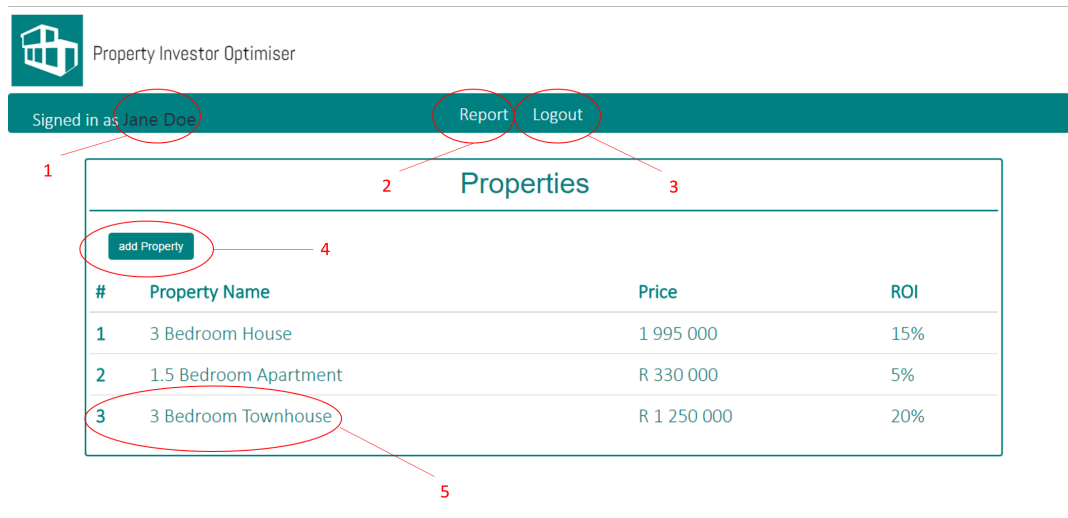 Property Investor Optimiser
Signed in as Jane Doe Report Logout
1 2 Properties 3
add Property 4
# Property Name Price ROI
1 3 Bedroom House 1 995 000 15%
2 1.5 Bedroom Apartment R 330 000 5%
3 3 Bedroom Townhouse R 1 250 000 20%
5